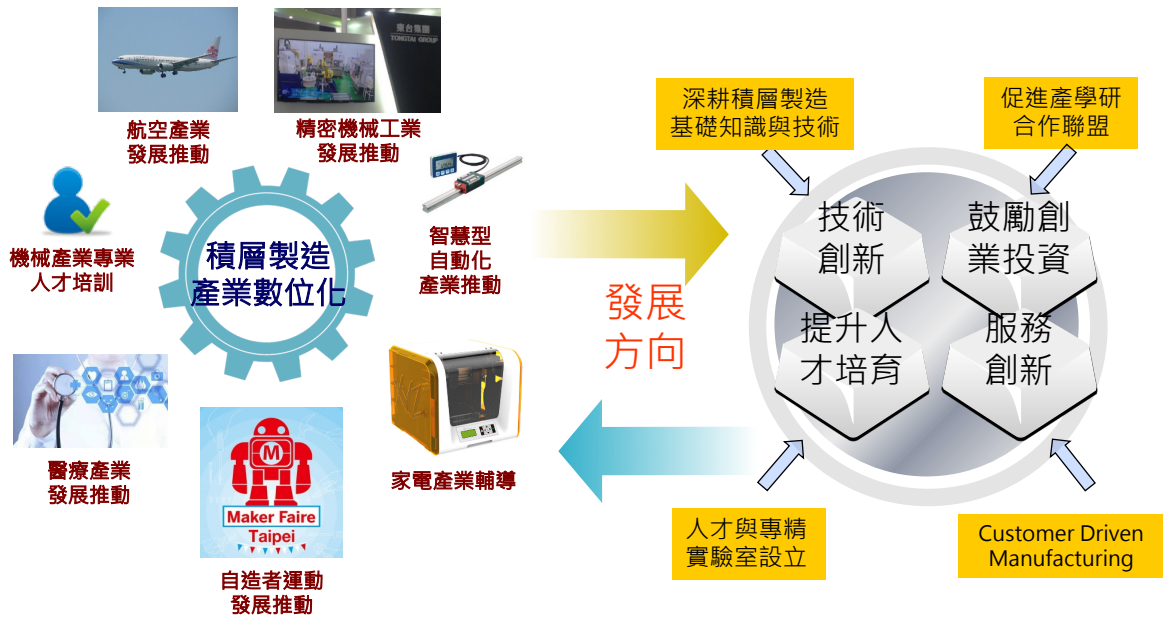 東台集團
TONGTAI GROUP
航空產業
發展推動
精密機械工業
發展推動
機械產業專業
人才培訓
積層製造
產業數位化
智慧型
自動化
產業推動
醫療產業
發展推動
M
Maker Faire
Taipei
自造者運動
發展推動
家電產業輔導
發展
方向
深耕積層製造
基礎知識與技術
促進產學研
合作聯盟
技術
創新
鼓勵創
業投資
提升人
才培育
服務
創新
人才與專精
實驗室設立
Customer Driven
Manufacturing